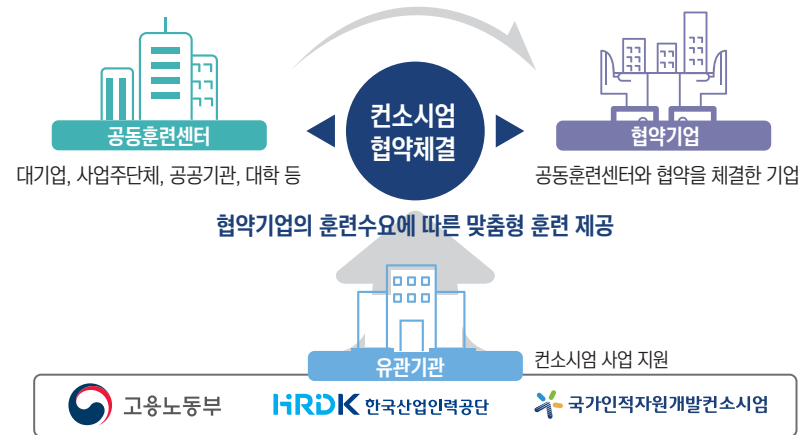 컨소시엄
협약체결
공동훈련센터
협약기업
대기업, 사업주단체, 공공기관, 대학 등
공동훈련센터와 협약을 체결한 기업
협약기업의 훈련수요에 따른 맞춤형 훈련 제공
유관기관
컨소시엄 사업 지원
고용노동부
HRDK 한국산업인력공단
국가인적자원개발컨소시엄